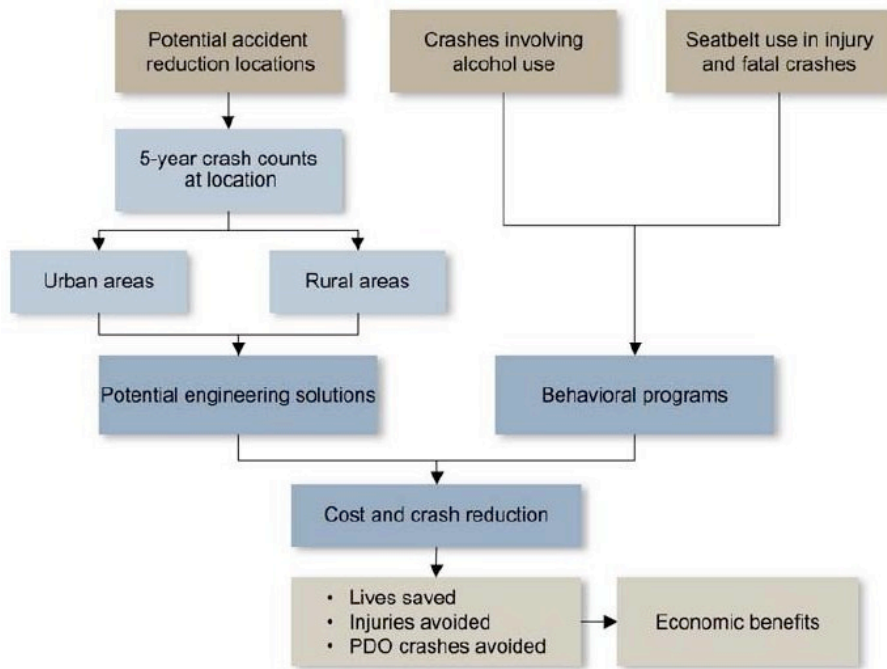 Potential accident
reduction locations
Crashes involving
alcohol use
Seatbelt use in injury
and fatal crashes
5-year crash counts
at location
Urban areas
Rural areas
Potential engineering solutions
Behavioral programs
Cost and crash reduction
• Lives saved
• Injuries avoided
• PDO crashes avoided
Economic benefits